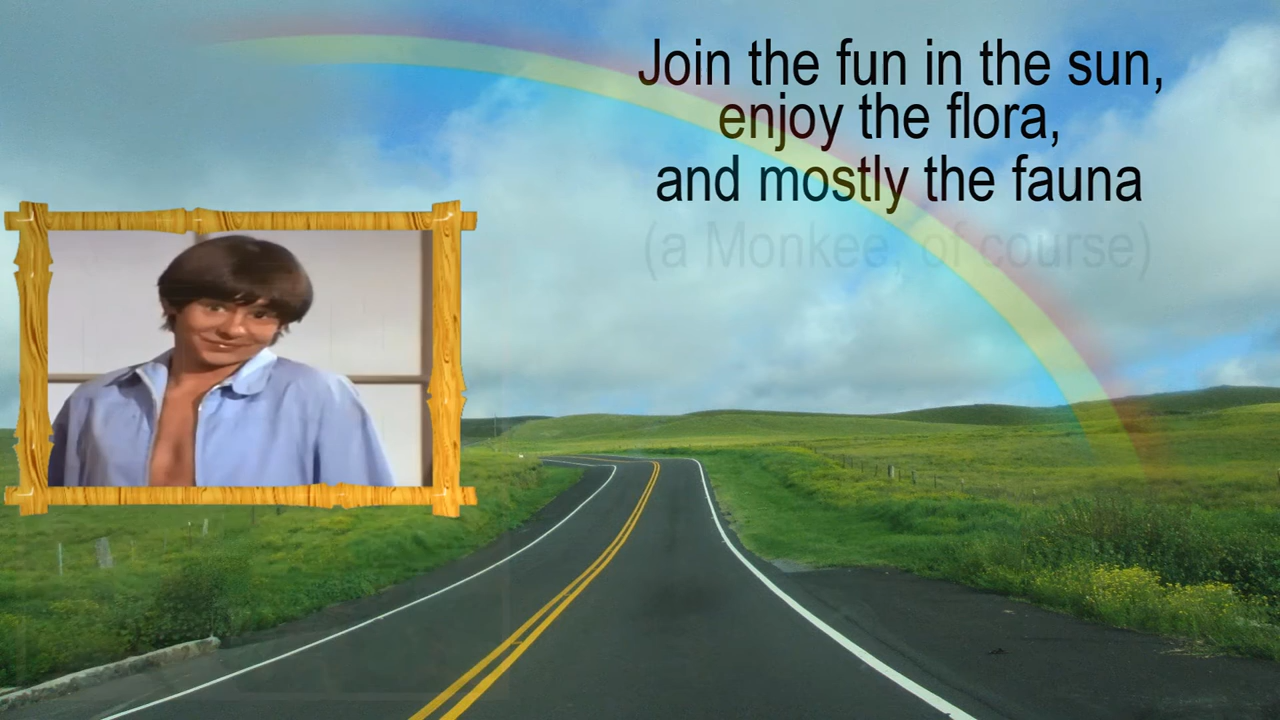 Join the fun in the sun,
enjoy the flora,
and mostly the fauna
(a Monkee, of course)